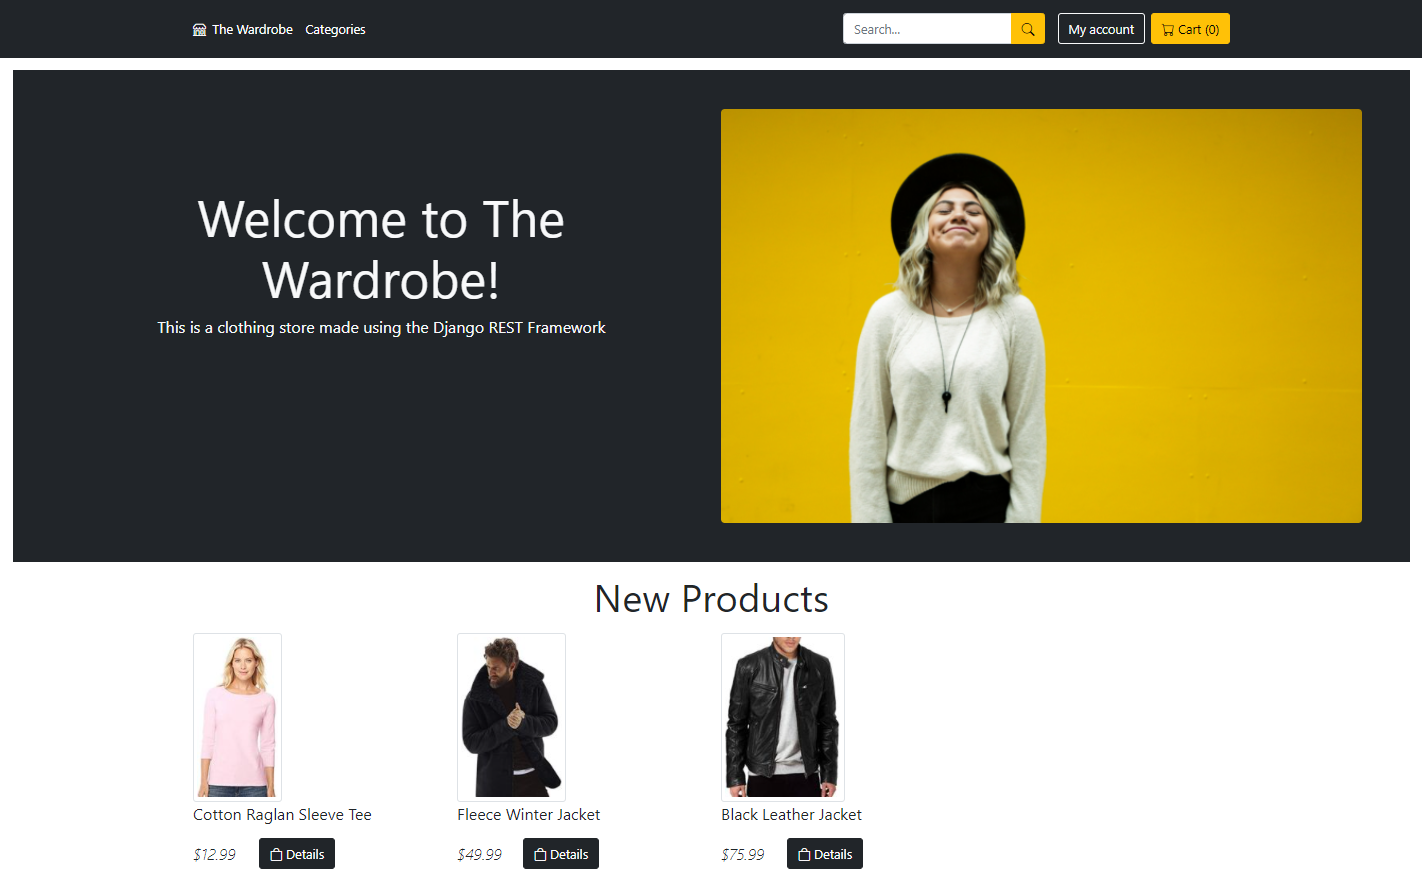 The Wardrobe Categories Search... My account Cart (0)
Welcome to The
Wardrobe!
This is a clothing store made using the Django REST Framework
New Products
Cotton Raglan Sleeve Tee
$12.99 Details
Fleece Winter Jacket
$49.99 Details
Black Leather Jacket
$75.99 Details